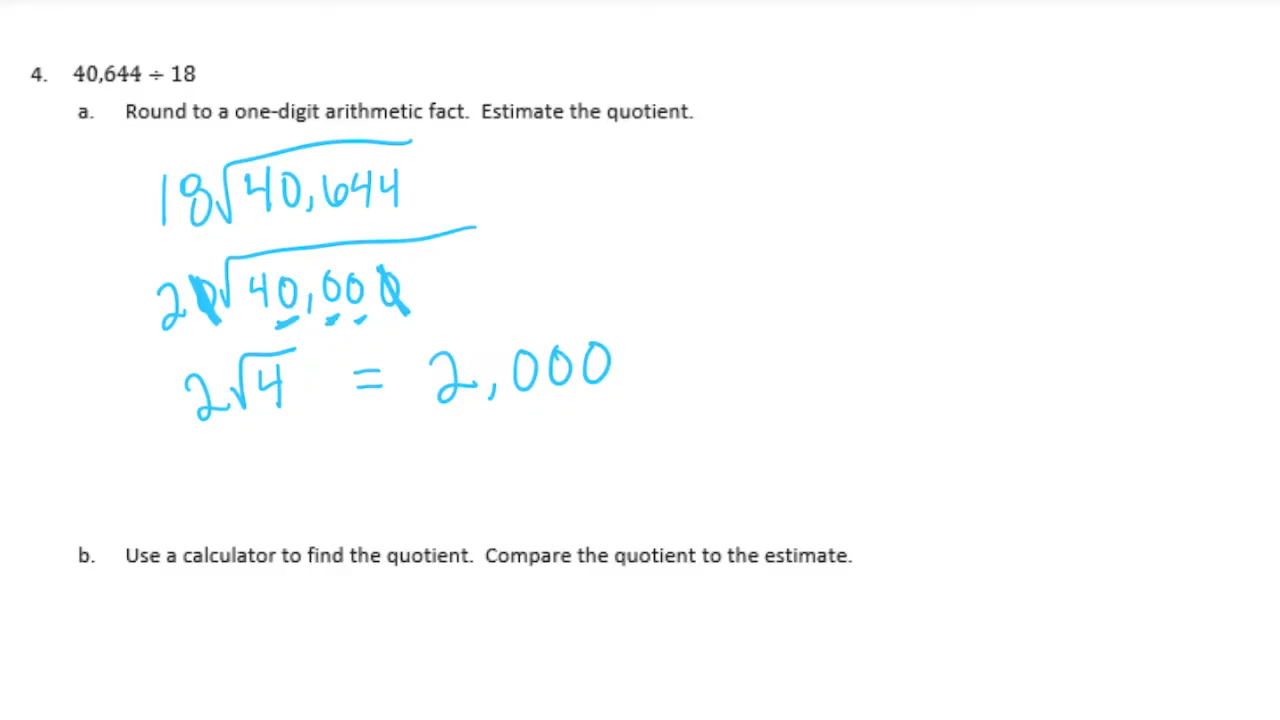 4. 40,644 ÷ 18
a. Round to a one-digit arithmetic fact. Estimate the quotient.
18√40,644
20√40,000
2√4 = 2,000
b. Use a calculator to find the quotient. Compare the quotient to the estimate.